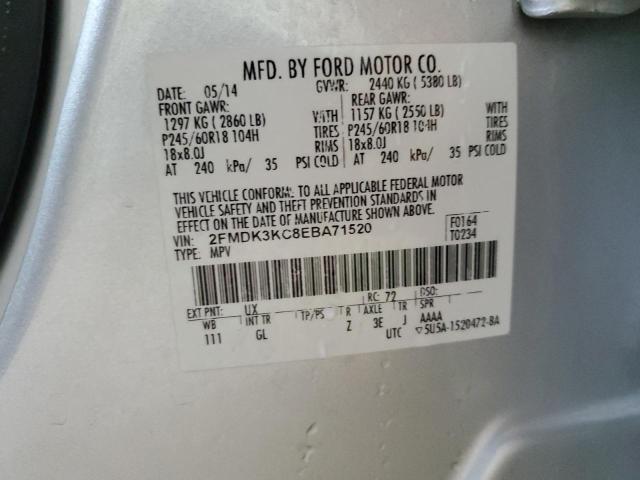 MFD. BY FORD MOTOR CO.
DATE: 05/14 GVWR: 2440 KG ( 5380 LB)
FRONT GAWR: REAR GAWR:
1297 KG ( 2860 LB) WITH 1157 KG ( 2550 LB)
P245/60R18 104H TIRES P245/60R18 104H
18x8.0J RIMS 18x8.0J
AT 240 kPa/ 35 PSI COLD AT 240 kPa/ 35 PSI COLD
THIS VEHICLE CONFORMS TO ALL APPLICABLE FEDERAL MOTOR
VEHICLE SAFETY AND THEFT PREVENTION STANDARDS IN
EFFECT ON THE DATE OF MANUFACTURE SHOWN ABOVE.
VIN: 2FMDK3KC8EBA71520 F0164
TYPE: MPV T0234
EXT PNT: UX RC: 72 DSO:
WB INT TR TP/PS R AXLE TR SPR
111 GL Z 3E J AAAA
UTC ▽5U5A-1520472-BA